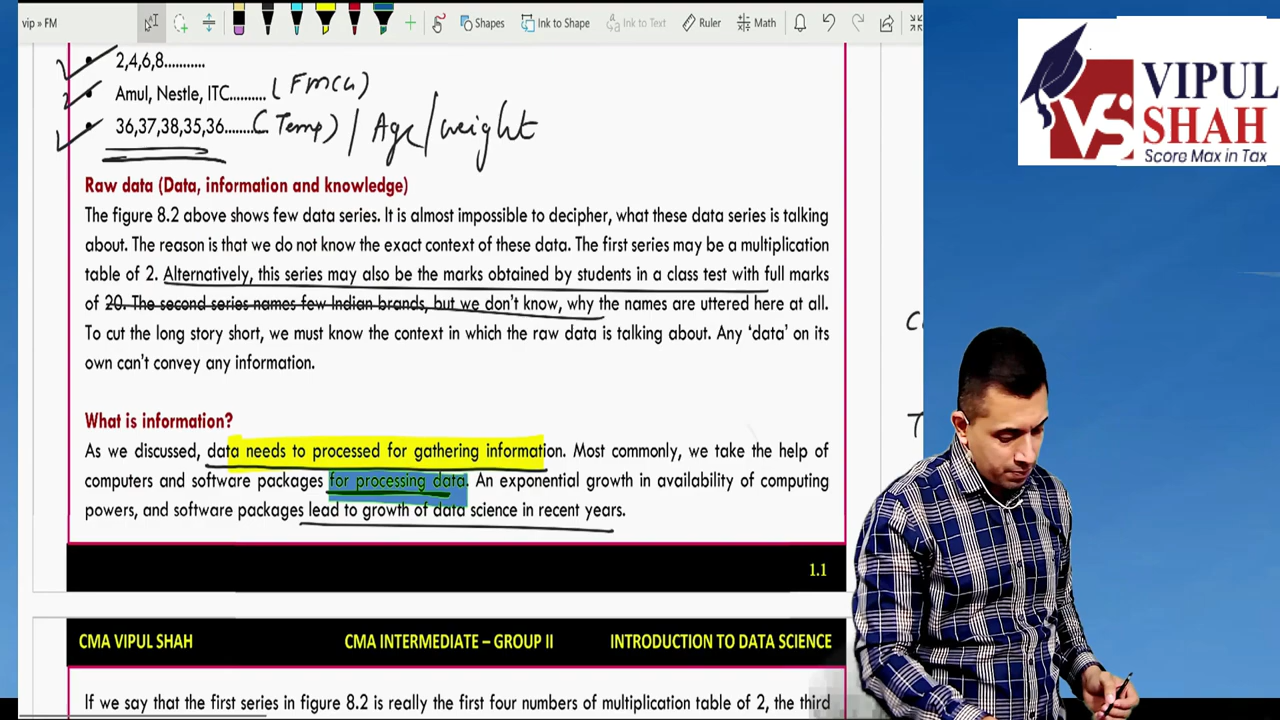 vip » FM
Shapes
Ink to Shape
Ink to Text
Ruler
Math
VIPUL
SHAH
VS
Score Max in Tax
2,4,6,8...........
Amul, Nestle, ITC.......... (FMCG)
36,37,38,35,36........ (Temp) / Age/weight
Raw data (Data, information and knowledge)
The figure 8.2 above shows few data series. It is almost impossible to decipher, what these data series is talking
about. The reason is that we do not know the exact context of these data. The first series may be a multiplication
table of 2. Alternatively, this series may also be the marks obtained by students in a class test with full marks
of 20. The second series names few Indian brands, but we don't know, why the names are uttered here at all.
To cut the long story short, we must know the context in which the raw data is talking about. Any 'data' on its
own can't convey any information.
What is information?
As we discussed, data needs to processed for gathering information. Most commonly, we take the help of
computers and software packages for processing data. An exponential growth in availability of computing
powers, and software packages lead to growth of data science in recent years.
1.1
CMA VIPUL SHAH CMA INTERMEDIATE – GROUP II INTRODUCTION TO DATA SCIENCE
If we say that the first series in figure 8.2 is really the first four numbers of multiplication table of 2, the third